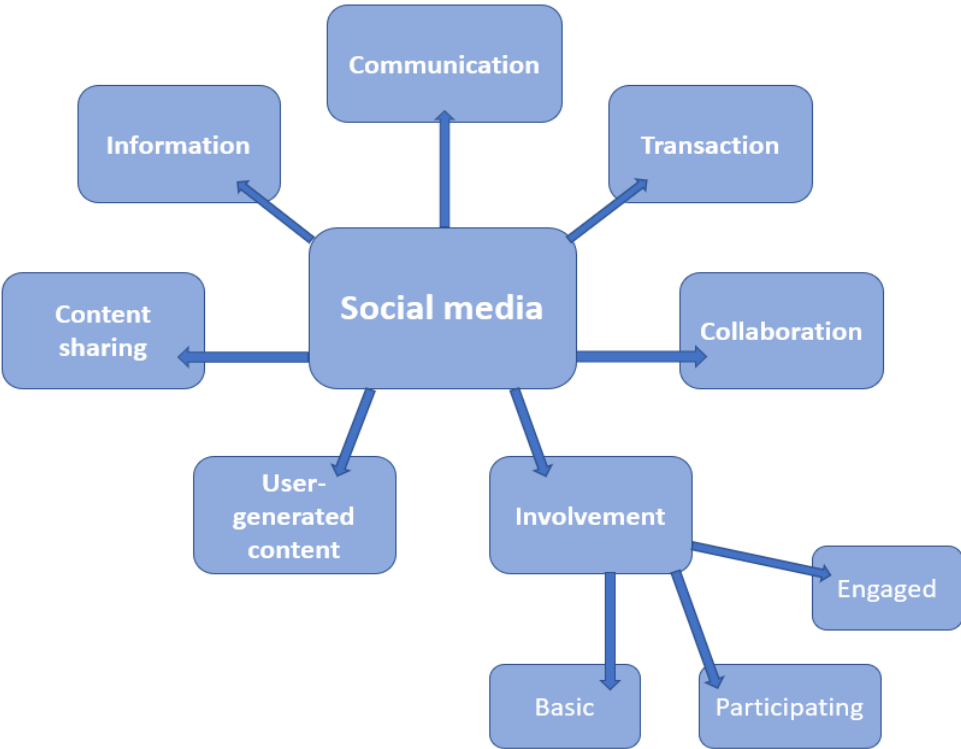 Communication
Information
Transaction
Social media
Content
sharing
Collaboration
User-
generated
content
Involvement
Engaged
Basic
Participating